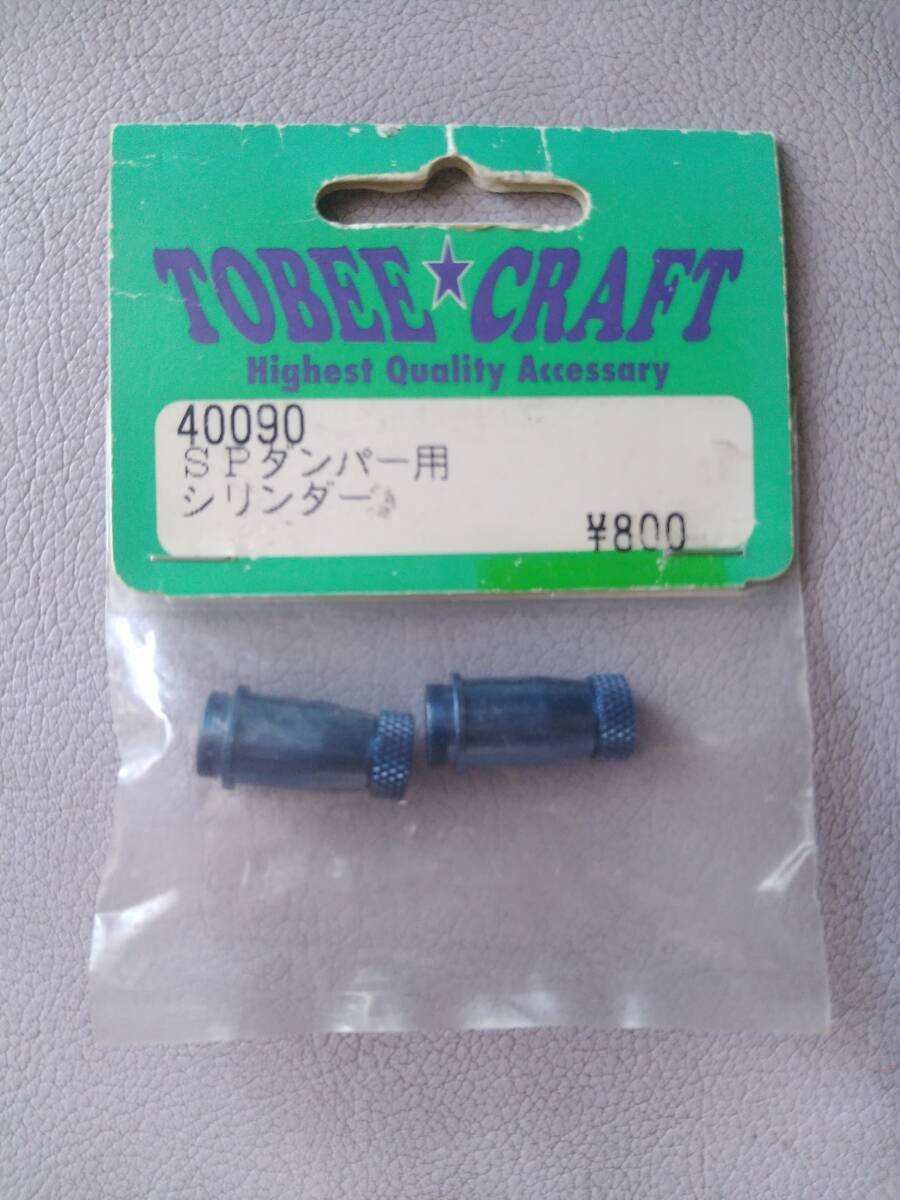 TOBEE★CRAFT
Highest Quality Accessary
40090
SPダンパー用
シリンダー
¥800